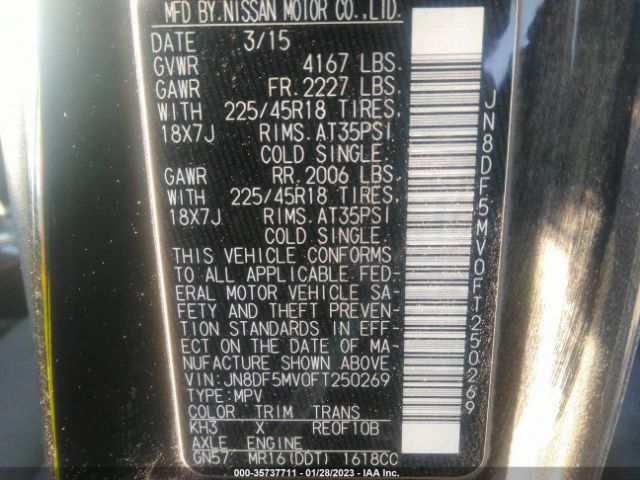 MFD BY.NISSAN MOTOR CO.,LTD.
DATE 3/15
GVWR 4167 LBS.
GAWR FR.2227 LBS.
WITH 225/45R18 TIRES,
18X7J RIMS.AT35PSI
COLD SINGLE.
GAWR RR.2006 LBS.
WITH 225/45R18 TIRES,
18X7J RIMS.AT35PSI
COLD SINGLE.
THIS VEHICLE CONFORMS
TO ALL APPLICABLE FED-
ERAL MOTOR VEHICLE SA-
FETY AND THEFT PREVEN-
TION STANDARDS IN EFF-
ECT ON THE DATE OF MA-
NUFACTURE SHOWN ABOVE.
VIN:JN8DF5MV0FT250269
TYPE:MPV
COLOR TRIM TRANS
KH3 X RE0F10B
AXLE ENGINE
GN57 MR16(DDT) 1618CC
JN8DF5MV0FT250269
000-35737711 - 01/28/2023 - IAAI.COM